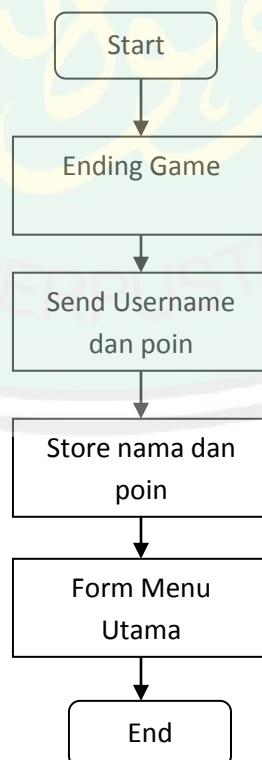 Start
Ending Game
Send Username
dan poin
Store nama dan
poin
Form Menu
Utama
End